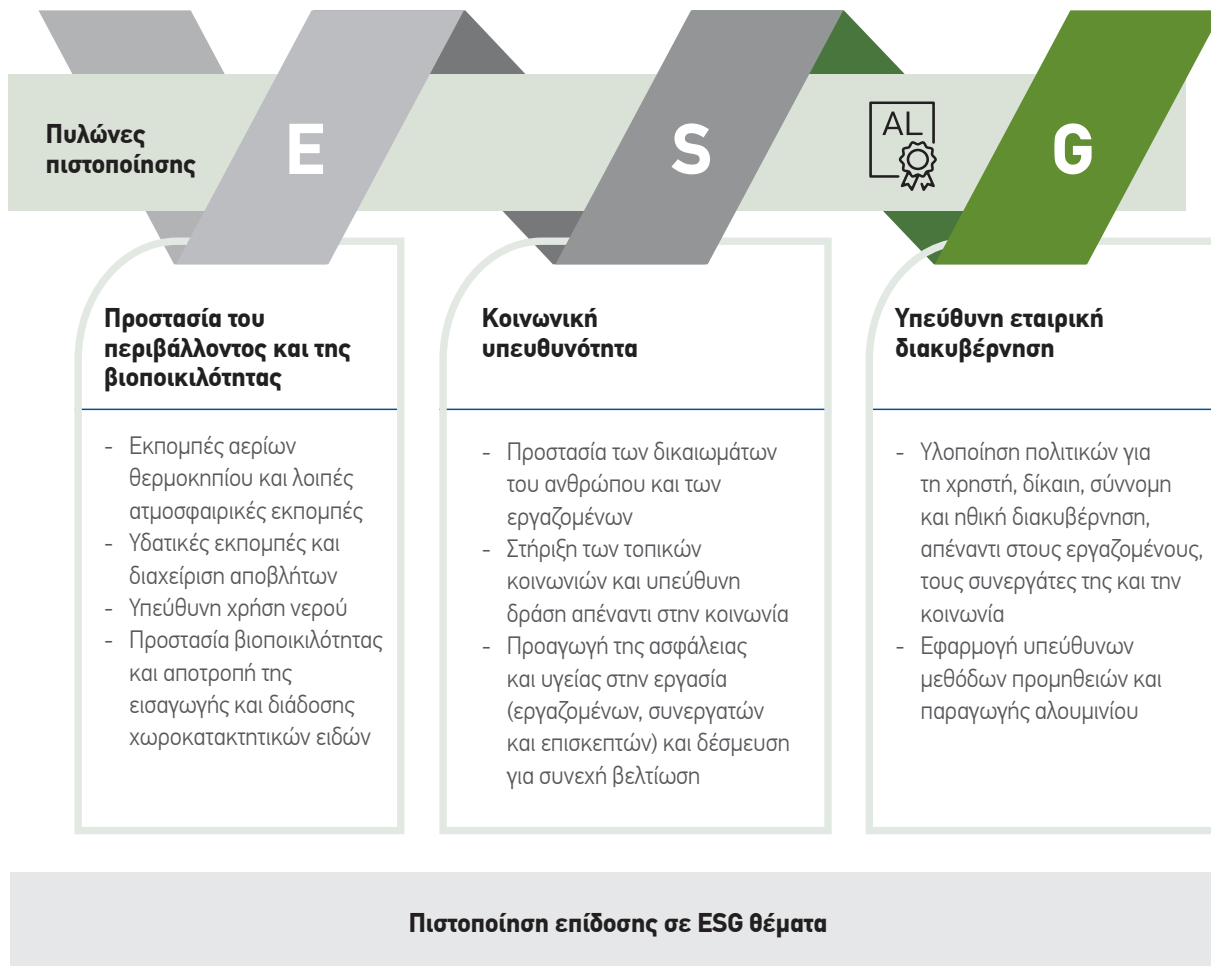 Πυλώνες
πιστοποίησης
E
S
AL
G
Προστασία του
περιβάλλοντος και της
βιοποικιλότητας
- Εκπομπές αερίων
θερμοκηπίου και λοιπές
ατμοσφαιρικές εκπομπές
- Υδατικές εκπομπές και
διαχείριση αποβλήτων
- Υπεύθυνη χρήση νερού
- Προστασία βιοποικιλότητας
και αποτροπή της
εισαγωγής και διάδοσης
χωροκατακτητικών ειδών
Κοινωνική
υπευθυνότητα
- Προστασία των δικαιωμάτων
του ανθρώπου και των
εργαζομένων
- Στήριξη των τοπικών
κοινωνιών και υπεύθυνη
δράση απέναντι στην κοινωνία
- Προαγωγή της ασφάλειας
και υγείας στην εργασία
(εργαζομένων, συνεργατών
και επισκεπτών) και δέσμευση
για συνεχή βελτίωση
Υπεύθυνη εταιρική
διακυβέρνηση
- Υλοποίηση πολιτικών για
τη χρηστή, δίκαιη, σύννομη
και ηθική διακυβέρνηση,
απέναντι στους εργαζομένους,
τους συνεργάτες της και την
κοινωνία
- Εφαρμογή υπεύθυνων
μεθόδων προμηθειών και
παραγωγής αλουμινίου
Πιστοποίηση επίδοσης σε ESG θέματα